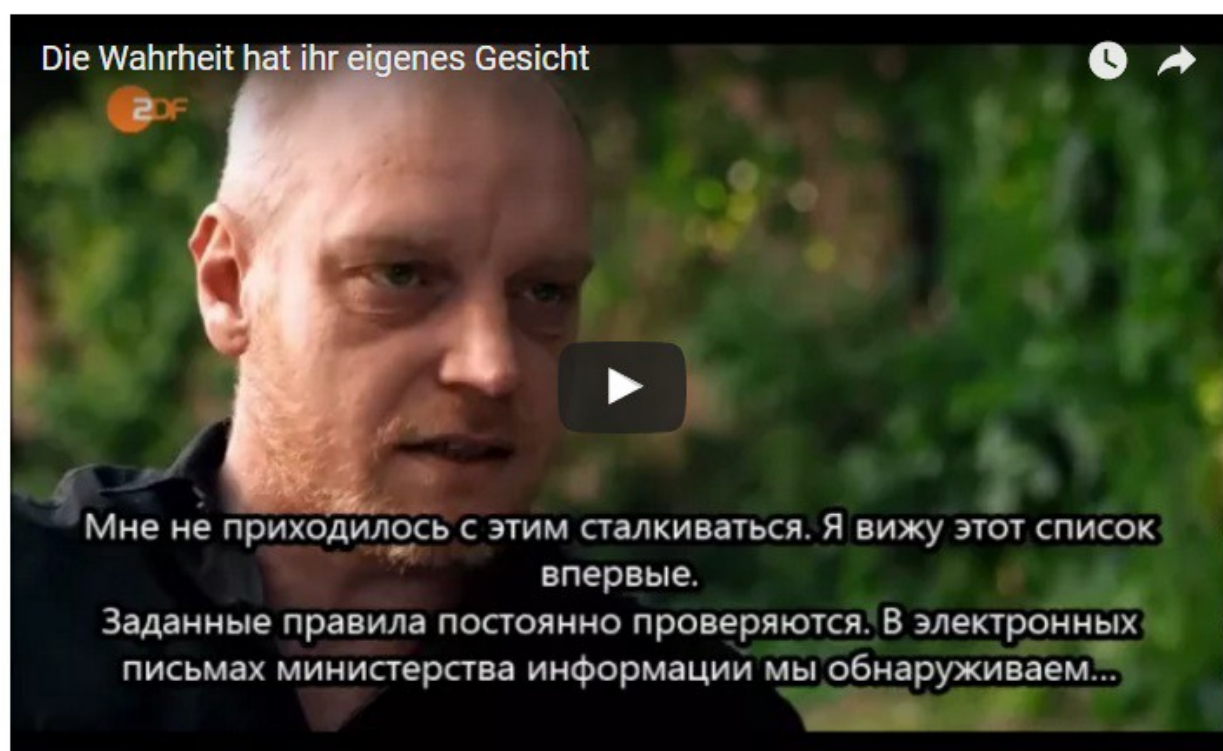 Die Wahrheit hat ihr eigenes Gesicht
2DF
Мне не приходилось с этим сталкиваться. Я вижу этот список
впервые.
Заданные правила постоянно проверяются. В электронных
письмах министерства информации мы обнаруживаем...